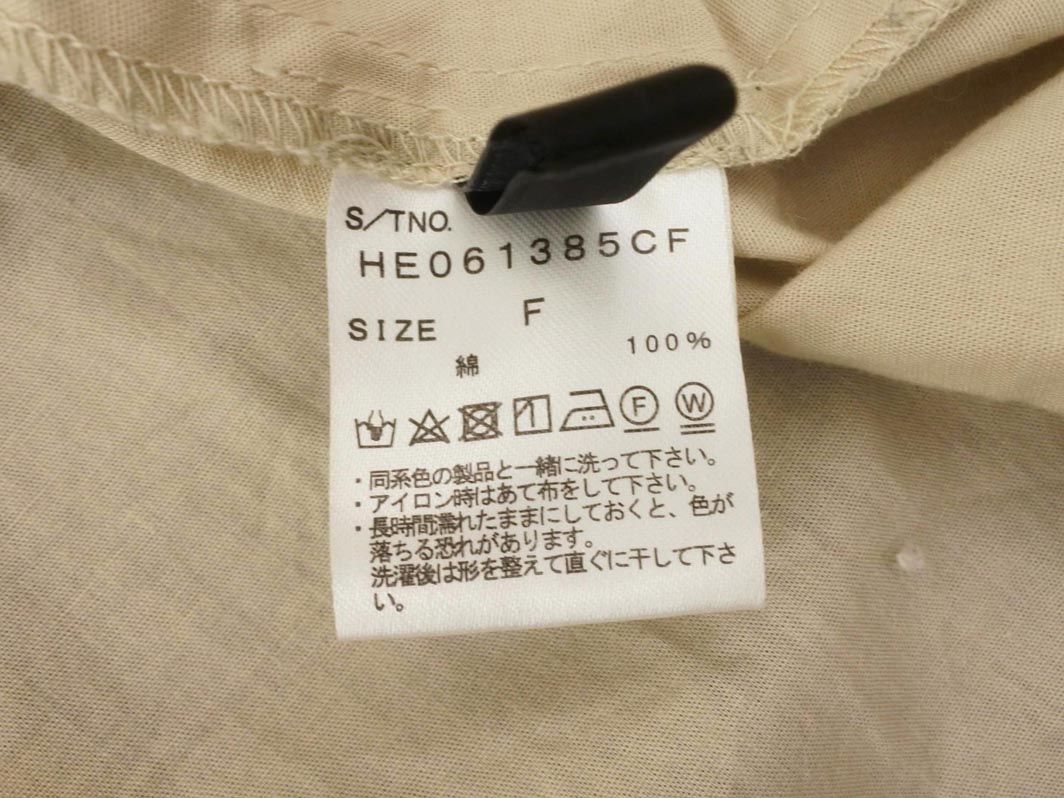 S/TNO.
HE061385CF
SIZE F
綿 100%
F W
・同系色の製品と一緒に洗って下さい。
・アイロン時はあて布をして下さい。
・長時間濡れたままにしておくと、色が
落ちる恐れがあります。
洗濯後は形を整えて直ぐに干して下さ
い。